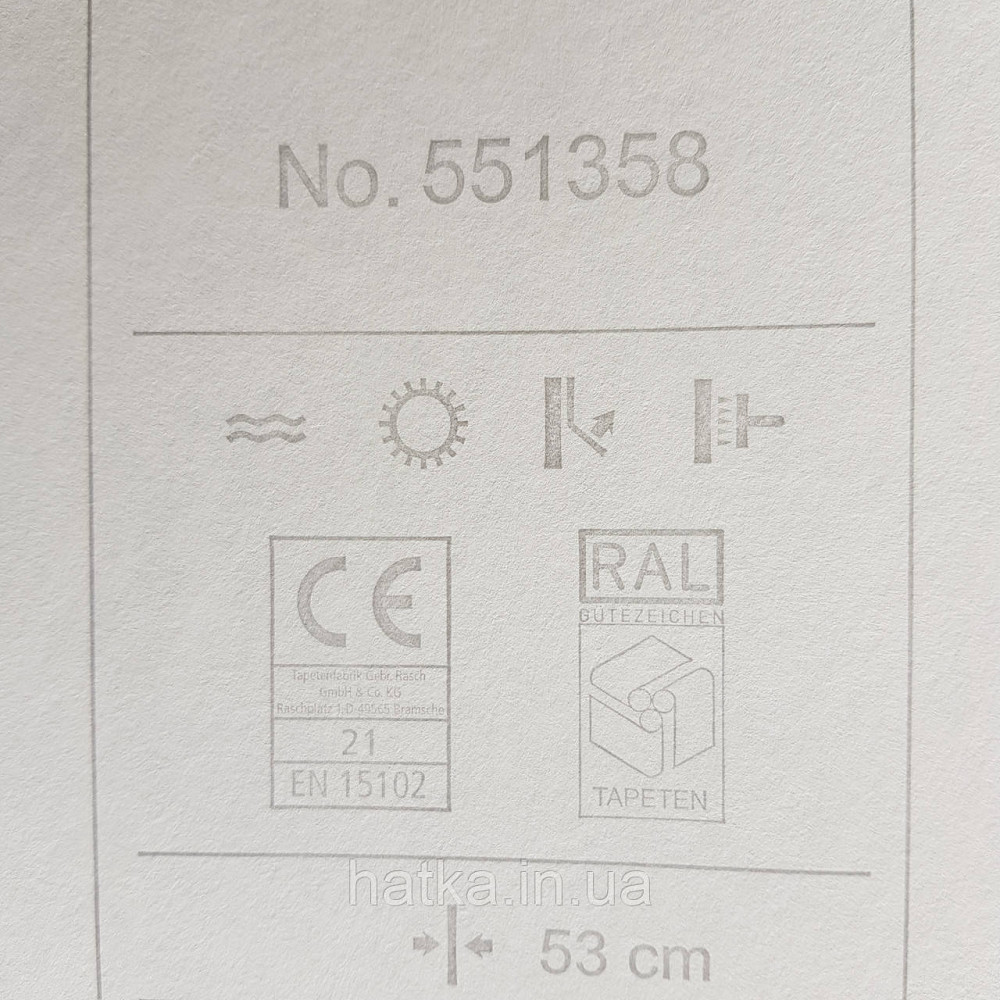 No. 551358
CE
Tapetenfabrik Gebr. Rasch
GmbH & Co. KG
Raschplatz 1, D-49565 Bramsche
21
EN 15102
RAL
GÜTEZEICHEN
TAPETEN
hatka.in.ua
53 cm